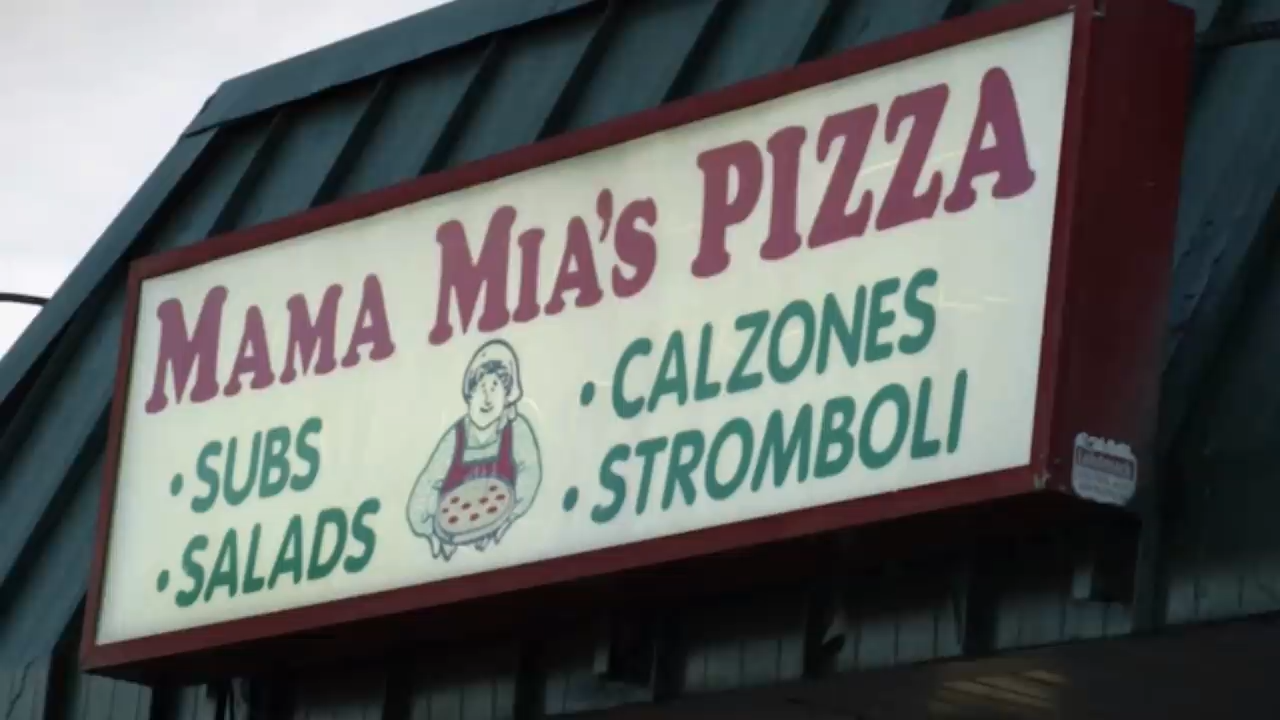 MAMA MIA'S PIZZA
• SUBS
• SALADS
• CALZONES
• STROMBOLI